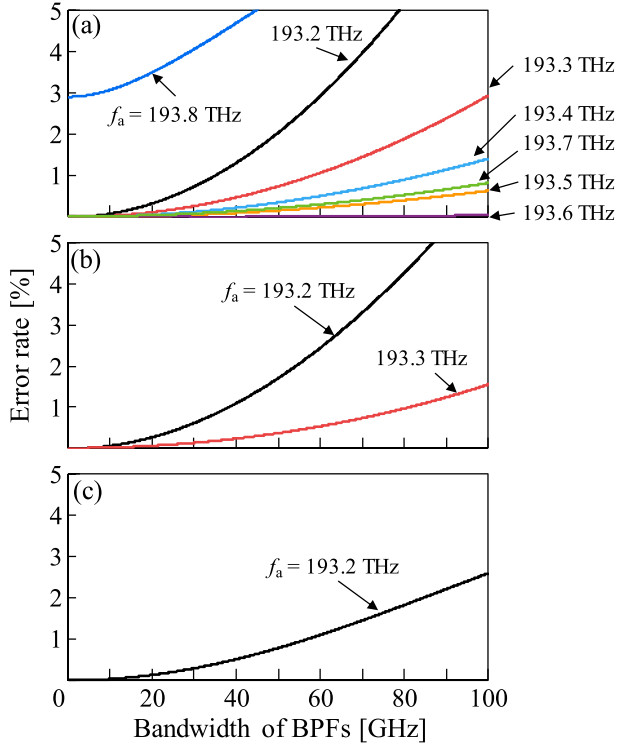 5
(a)
193.2 THz
4
193.3 THz
3
fa = 193.8 THz
193.4 THz
2
193.7 THz
1
193.5 THz
193.6 THz
5
(b)
fa = 193.2 THz
4
3
193.3 THz
2
1
Error rate [%]
5
(c)
4
3
fa = 193.2 THz
2
1
0 20 40 60 80 100
Bandwidth of BPFs [GHz]